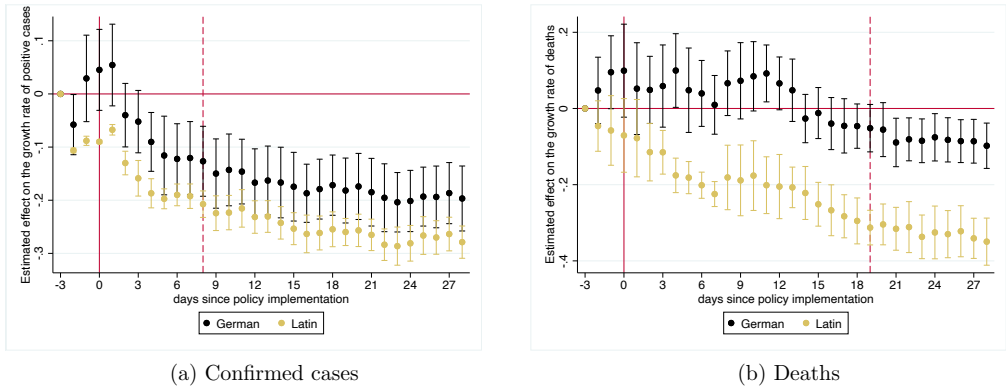 Estimated effect on the growth rate of positive cases
.1
0
-.1
-.2
-.3
-3 0 3 6 9 12 15 18 21 24 27
days since policy implementation
German Latin
(a) Confirmed cases
Estimated effect on the growth rate of deaths
.2
0
-.2
-.4
-3 0 3 6 9 12 15 18 21 24 27
days since policy implementation
German Latin
(b) Deaths